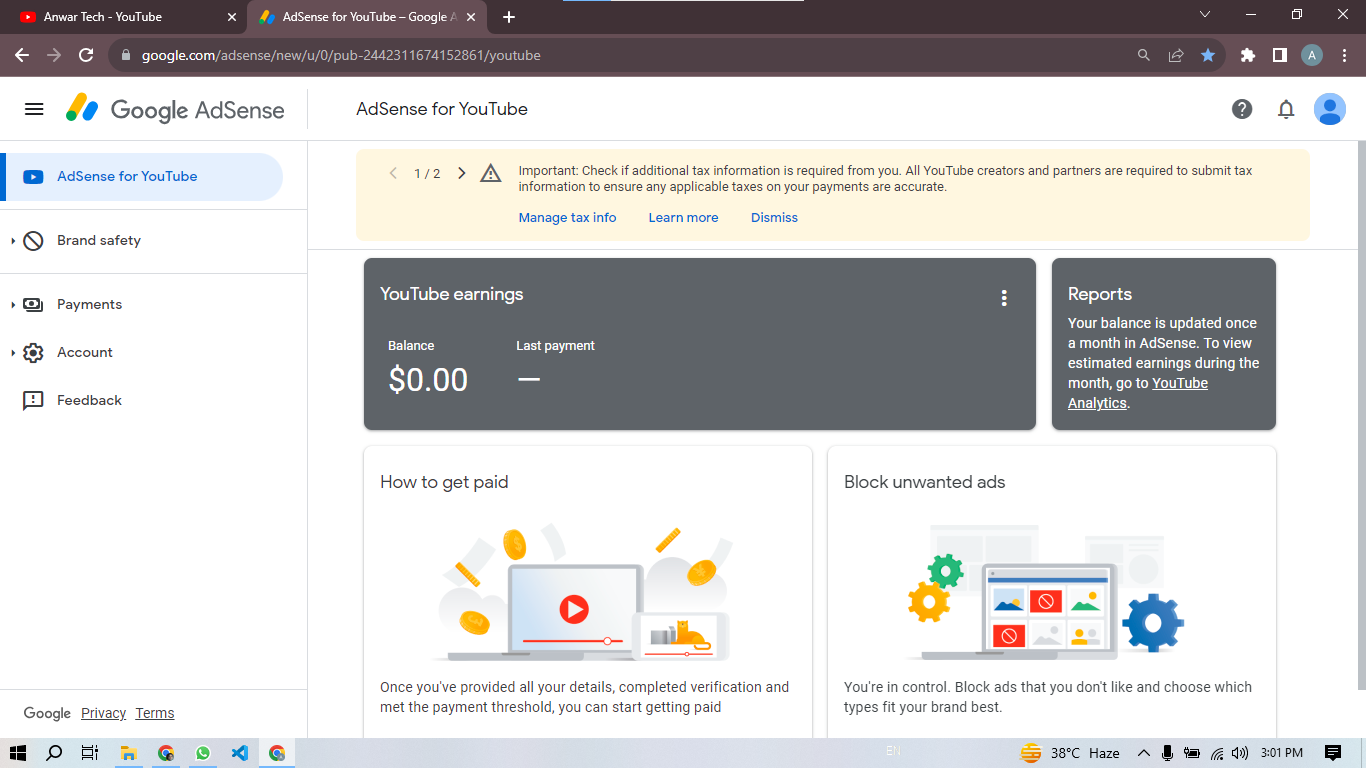 Anwar Tech - YouTube
AdSense for YouTube – Google A
google.com/adsense/new/u/0/pub-2442311674152861/youtube
A
Google AdSense
AdSense for YouTube
AdSense for YouTube
Brand safety
Payments
Account
Feedback
1 / 2
Important: Check if additional tax information is required from you. All YouTube creators and partners are required to submit tax
information to ensure any applicable taxes on your payments are accurate.
Manage tax info Learn more Dismiss
YouTube earnings
Balance Last payment
$0.00 —
Reports
Your balance is updated once
a month in AdSense. To view
estimated earnings during the
month, go to YouTube
Analytics.
How to get paid
Once you've provided all your details, completed verification and
met the payment threshold, you can start getting paid
Block unwanted ads
You're in control. Block ads that you don't like and choose which
types fit your brand best.
Google Privacy Terms
EN
38°C Haze
3:01 PM